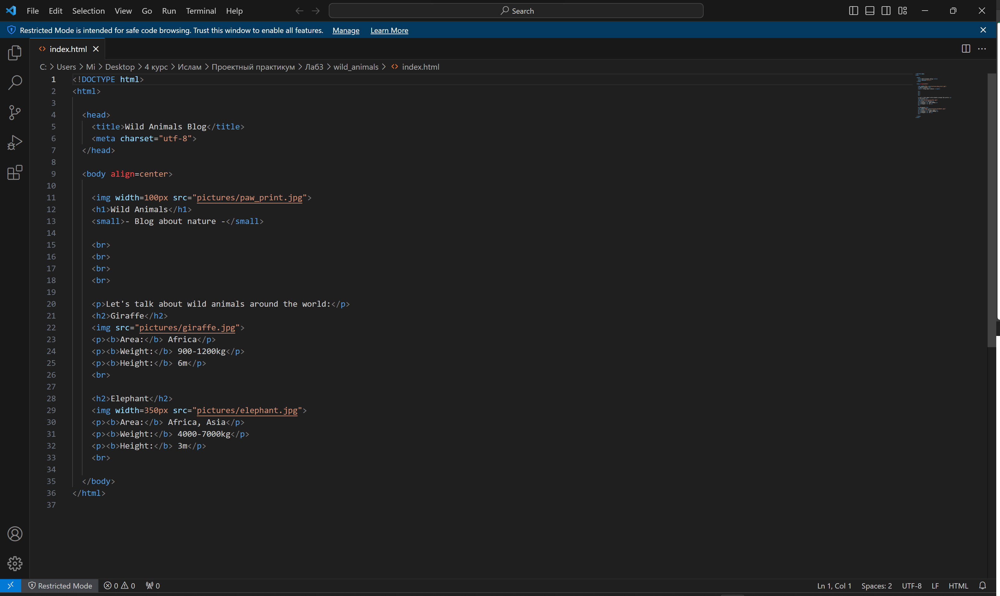 File Edit Selection View Go Run Terminal Help Search
Restricted Mode is intended for safe code browsing. Trust this window to enable all features. Manage Learn More
index.html
C: > Users > Mi > Desktop > 4 курс > Ислам > Проектный практикум > Лаб3 > wild_animals > index.html
1 <!DOCTYPE html>
2 <html>
3
4 <head>
5 <title>Wild Animals Blog</title>
6 <meta charset="utf-8">
7 </head>
8
9 <body align=center>
10
11 <img width=100px src="pictures/paw_print.jpg">
12 <h1>Wild Animals</h1>
13 <small>- Blog about nature -</small>
14
15 <br>
16 <br>
17 <br>
18 <br>
19
20 <p>Let's talk about wild animals around the world:</p>
21 <h2>Giraffe</h2>
22 <img src="pictures/giraffe.jpg">
23 <p><b>Area:</b> Africa</p>
24 <p><b>Weight:</b> 900-1200kg</p>
25 <p><b>Height:</b> 6m</p>
26 <br>
27
28 <h2>Elephant</h2>
29 <img width=350px src="pictures/elephant.jpg">
30 <p><b>Area:</b> Africa, Asia</p>
31 <p><b>Weight:</b> 4000-7000kg</p>
32 <p><b>Height:</b> 3m</p>
33 <br>
34
35 </body>
36 </html>
37
Restricted Mode 0 0 0 Ln 1, Col 1 Spaces: 2 UTF-8 LF HTML